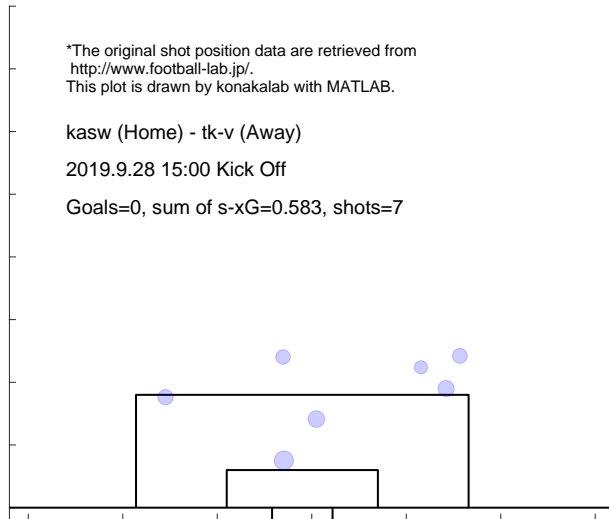 *The original shot position data are retrieved from
http://www.football-lab.jp/.
This plot is drawn by konakalab with MATLAB.
kasw (Home) - tk-v (Away)
2019.9.28 15:00 Kick Off
Goals=0, sum of s-xG=0.583, shots=7